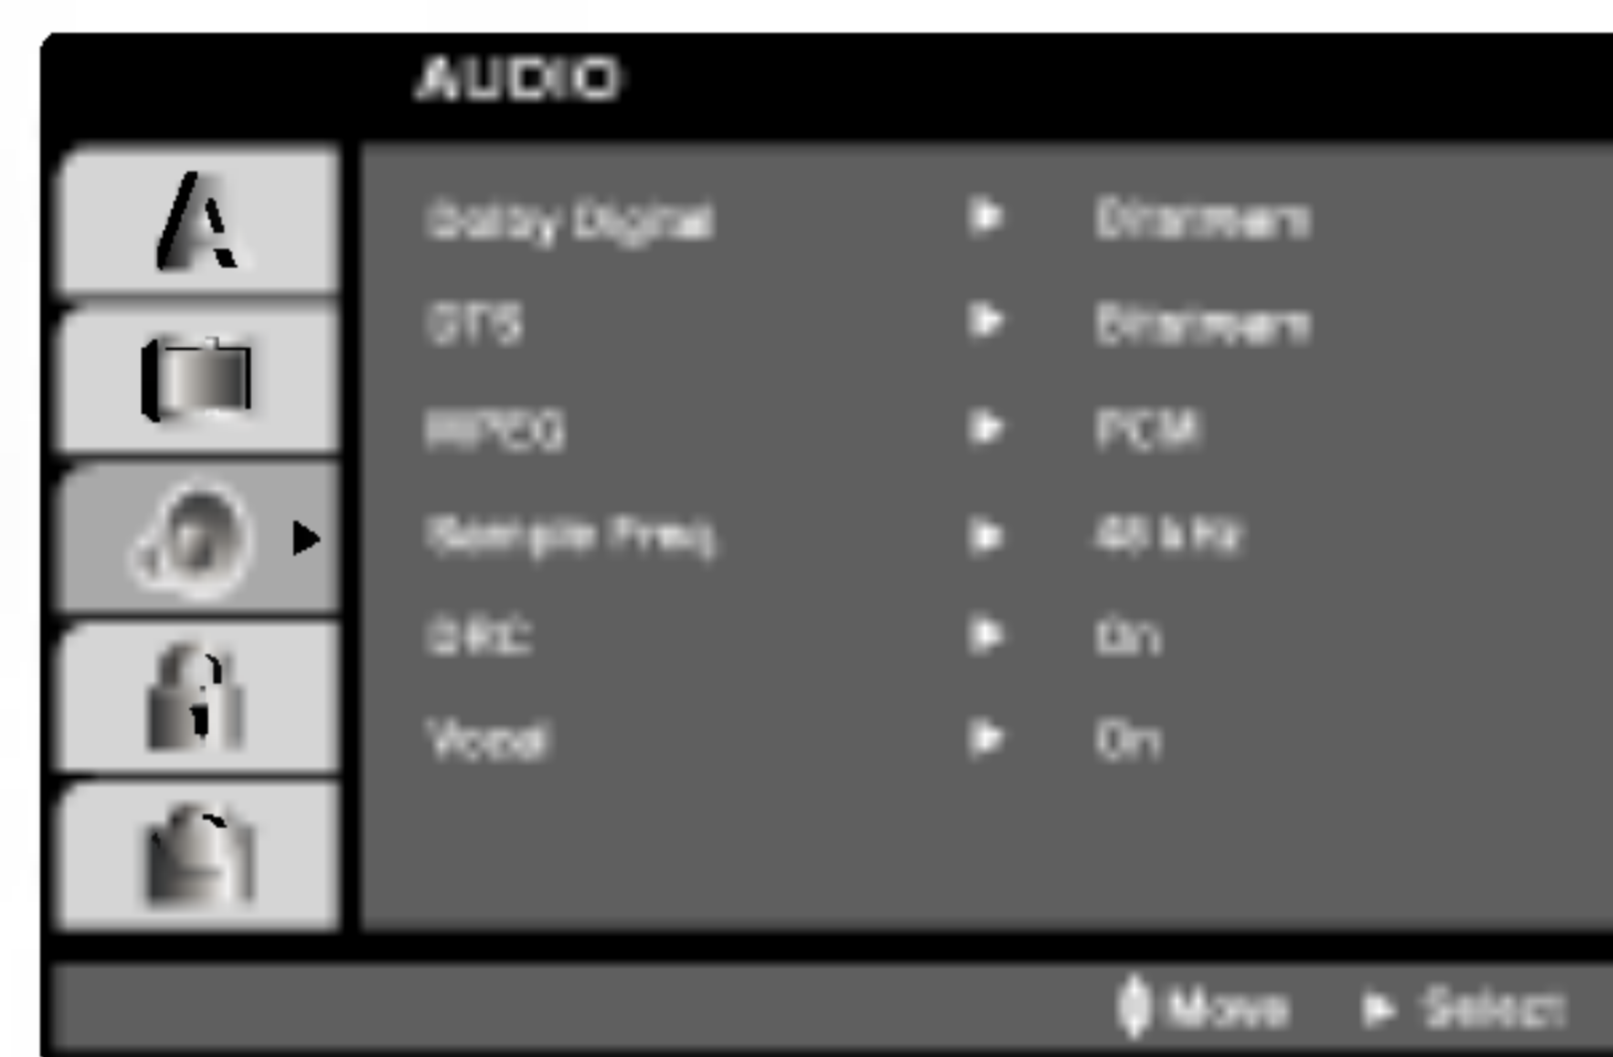 AUDIO
Dolby Digital Bitstream
DTS Bitstream
MPEG PCM
Sample Freq. 48 kHz
DRC On
Vocal On
Move Select